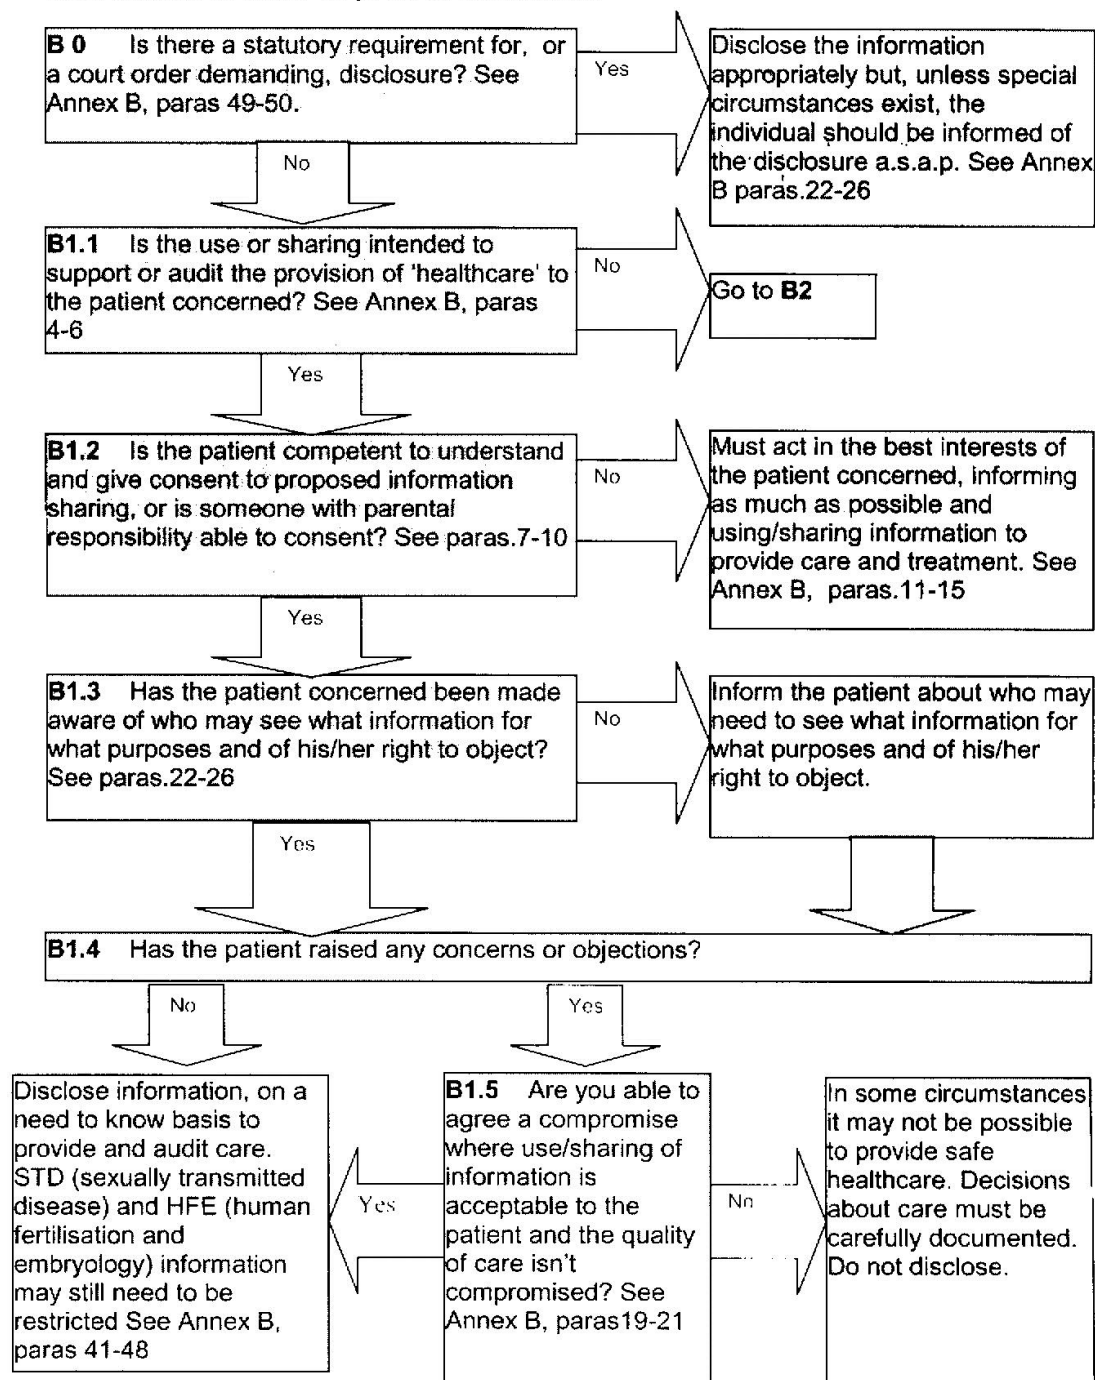 B 0 Is there a statutory requirement for, or
a court order demanding, disclosure? See
Annex B, paras 49-50.
Yes
Disclose the information
appropriately but, unless special
circumstances exist, the
individual should be informed of
the disclosure a.s.a.p. See Annex
B paras.22-26
No
B1.1 Is the use or sharing intended to
support or audit the provision of 'healthcare' to
the patient concerned? See Annex B, paras
4-6
No
Go to B2
Yes
B1.2 Is the patient competent to understand
and give consent to proposed information
sharing, or is someone with parental
responsibility able to consent? See paras.7-10
No
Must act in the best interests of
the patient concerned, informing
as much as possible and
using/sharing information to
provide care and treatment. See
Annex B, paras.11-15
Yes
B1.3 Has the patient concerned been made
aware of who may see what information for
what purposes and of his/her right to object?
See paras.22-26
No
Inform the patient about who may
need to see what information for
what purposes and of his/her
right to object.
Yes
B1.4 Has the patient raised any concerns or objections?
No
Yes
Disclose information, on a
need to know basis to
provide and audit care.
STD (sexually transmitted
disease) and HFE (human
fertilisation and
embryology) information
may still need to be
restricted See Annex B,
paras 41-48
Yes
B1.5 Are you able to
agree a compromise
where use/sharing of
information is
acceptable to the
patient and the quality
of care isn't
compromised? See
Annex B, paras19-21
No
In some circumstances
it may not be possible
to provide safe
healthcare. Decisions
about care must be
carefully documented.
Do not disclose.